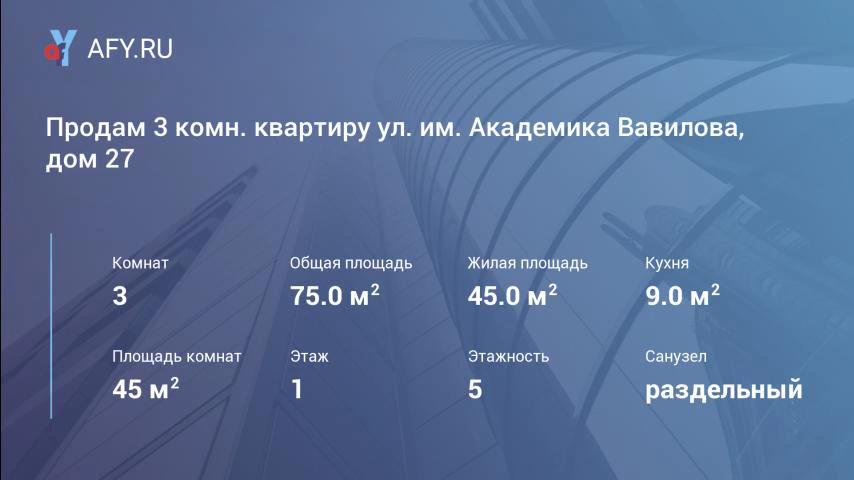 AFY.RU
Продам 3 комн. квартиру ул. им. Академика Вавилова,
дом 27
Комнат
Общая площадь
Жилая площадь
Кухня
3
75.0 м²
45.0 м²
9.0 м²
Площадь комнат
Этаж
Этажность
Санузел
45 м²
1
5
раздельный